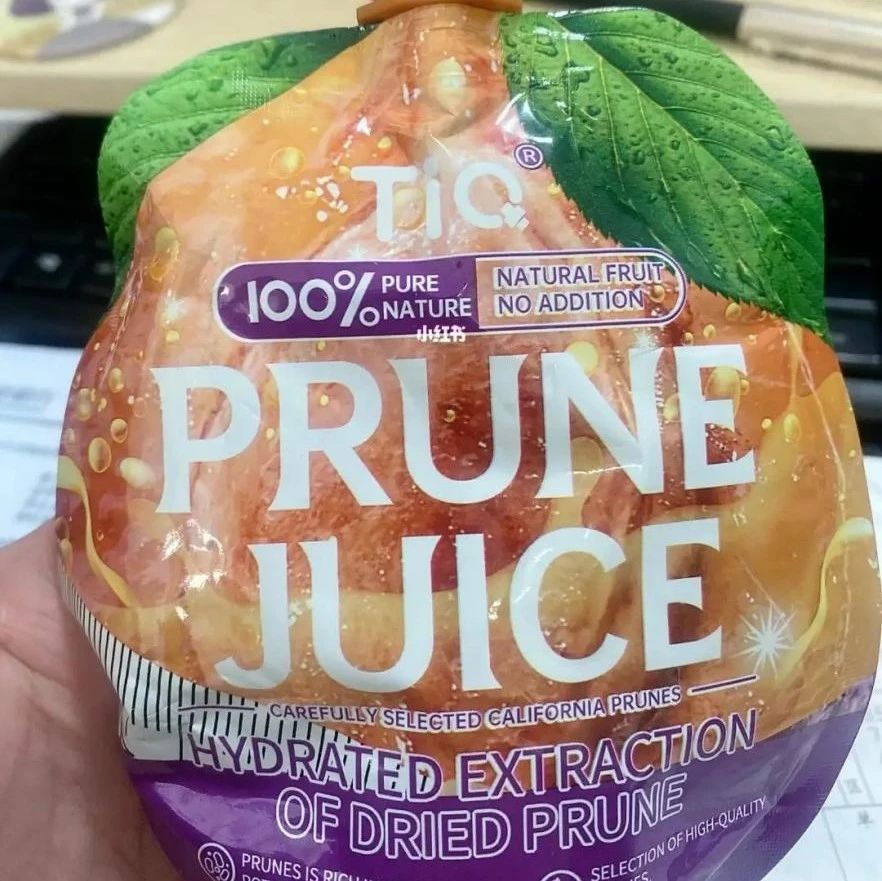 TiQ®
100% PURE NATURE
NATURAL FRUIT
NO ADDITION
小红书
PRUNE
JUICE
CAREFULLY SELECTED CALIFORNIA PRUNES
HYDRATED EXTRACTION
OF DRIED PRUNE
PRUNES IS
SELECTION OF HIGH-QUALITY